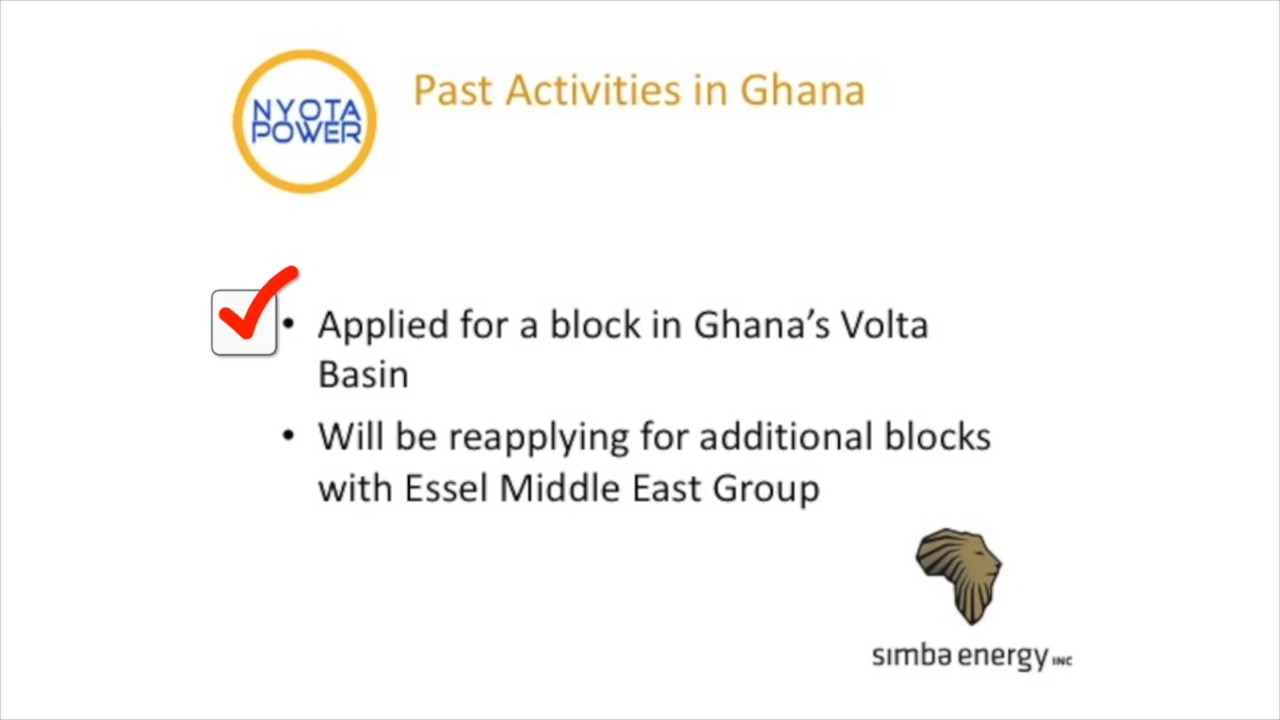 NYOTA
POWER
Past Activities in Ghana
• Applied for a block in Ghana’s Volta
Basin
• Will be reapplying for additional blocks
with Essel Middle East Group
simba energy INC